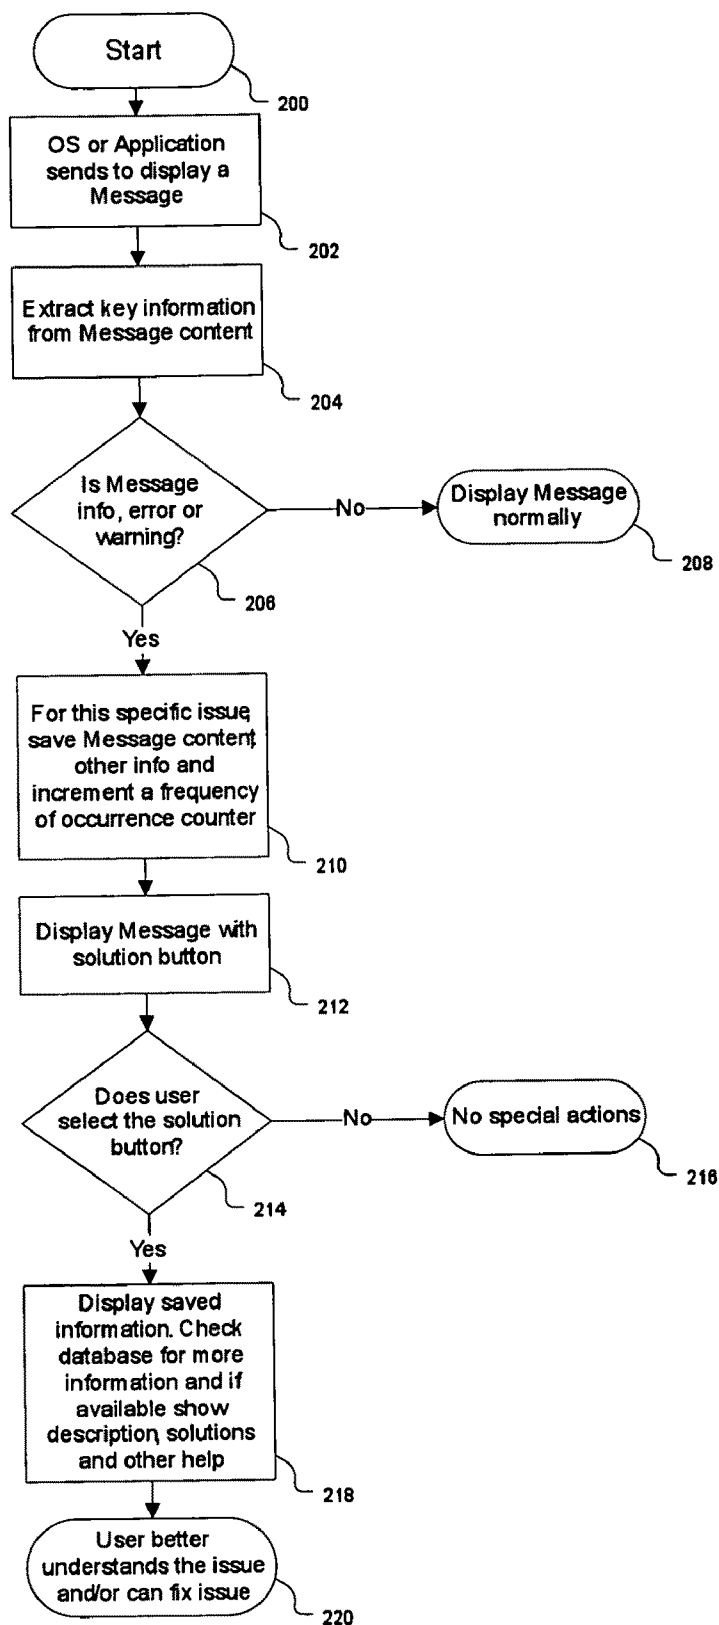 Start
200
OS or Application
sends to display a
Message
202
Extract key information
from Message content
204
Is Message
info, error or
warning?
206
No
Display Message
normally
208
Yes
For this specific issue,
save Message content,
other info and
increment a frequency
of occurrence counter
210
Display Message with
solution button
212
Does user
select the solution
button?
214
No
No special actions
216
Yes
Display saved
information. Check
database for more
information and if
available show
description, solutions
and other help
218
User better
understands the issue
and/or can fix issue
220